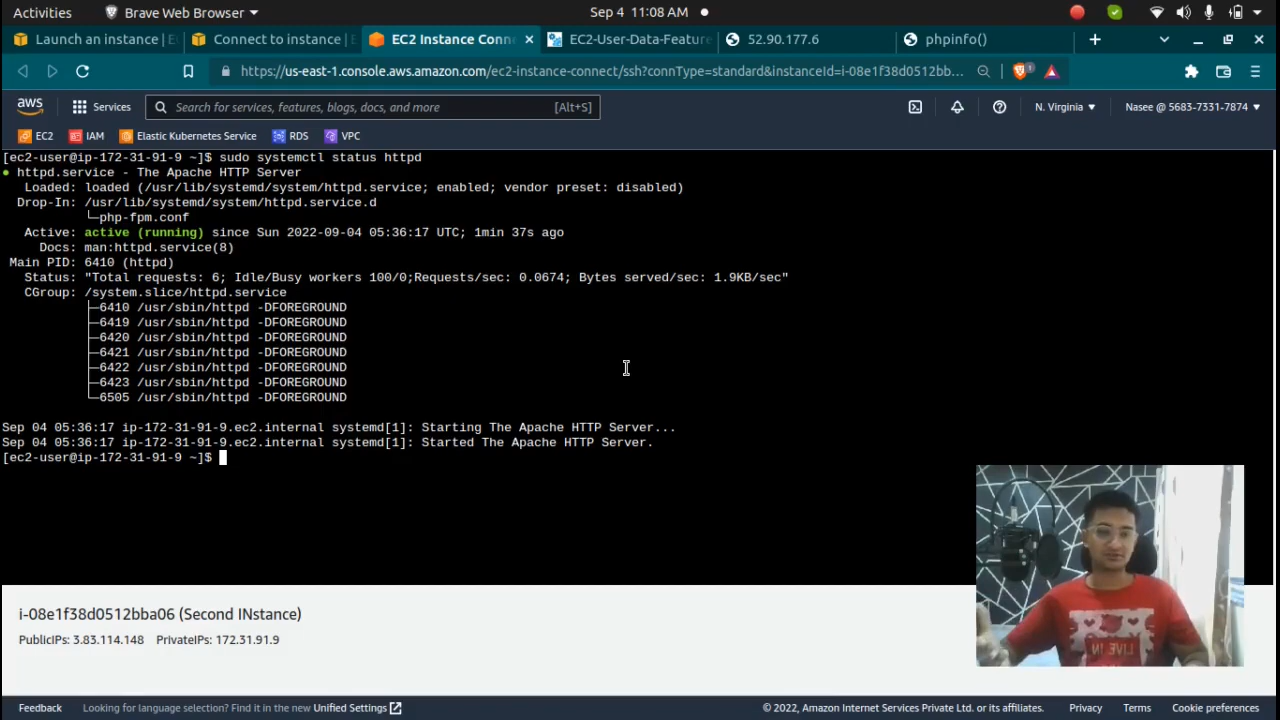 Activities Brave Web Browser Sep 4 11:08 AM
Launch an instance | E Connect to instance | E EC2 Instance Conn EC2-User-Data-Feature 52.90.177.6 phpinfo()
https://us-east-1.console.aws.amazon.com/ec2-instance-connect/ssh?connType=standard&instanceId=i-08e1f38d0512bb... 1
aws Services Search for services, features, blogs, docs, and more [Alt+S] N. Virginia Nasee @ 5683-7331-7874
EC2 IAM Elastic Kubernetes Service RDS VPC
[ec2-user@ip-172-31-91-9 ~]$ sudo systemctl status httpd
● httpd.service - The Apache HTTP Server
Loaded: loaded (/usr/lib/systemd/system/httpd.service; enabled; vendor preset: disabled)
Drop-In: /usr/lib/systemd/system/httpd.service.d
└─php-fpm.conf
Active: active (running) since Sun 2022-09-04 05:36:17 UTC; 1min 37s ago
Docs: man:httpd.service(8)
Main PID: 6410 (httpd)
Status: "Total requests: 6; Idle/Busy workers 100/0;Requests/sec: 0.0674; Bytes served/sec: 1.9KB/sec"
CGroup: /system.slice/httpd.service
├─6410 /usr/sbin/httpd -DFOREGROUND
├─6419 /usr/sbin/httpd -DFOREGROUND
├─6420 /usr/sbin/httpd -DFOREGROUND
├─6421 /usr/sbin/httpd -DFOREGROUND
├─6422 /usr/sbin/httpd -DFOREGROUND
├─6423 /usr/sbin/httpd -DFOREGROUND
└─6505 /usr/sbin/httpd -DFOREGROUND
Sep 04 05:36:17 ip-172-31-91-9.ec2.internal systemd[1]: Starting The Apache HTTP Server...
Sep 04 05:36:17 ip-172-31-91-9.ec2.internal systemd[1]: Started The Apache HTTP Server.
[ec2-user@ip-172-31-91-9 ~]$
LIVE IN
i-08e1f38d0512bba06 (Second INstance)
PublicIPs: 3.83.114.148 PrivateIPs: 172.31.91.9
Feedback Looking for language selection? Find it in the new Unified Settings © 2022, Amazon Internet Services Private Ltd. or its affiliates. Privacy Terms Cookie preferences